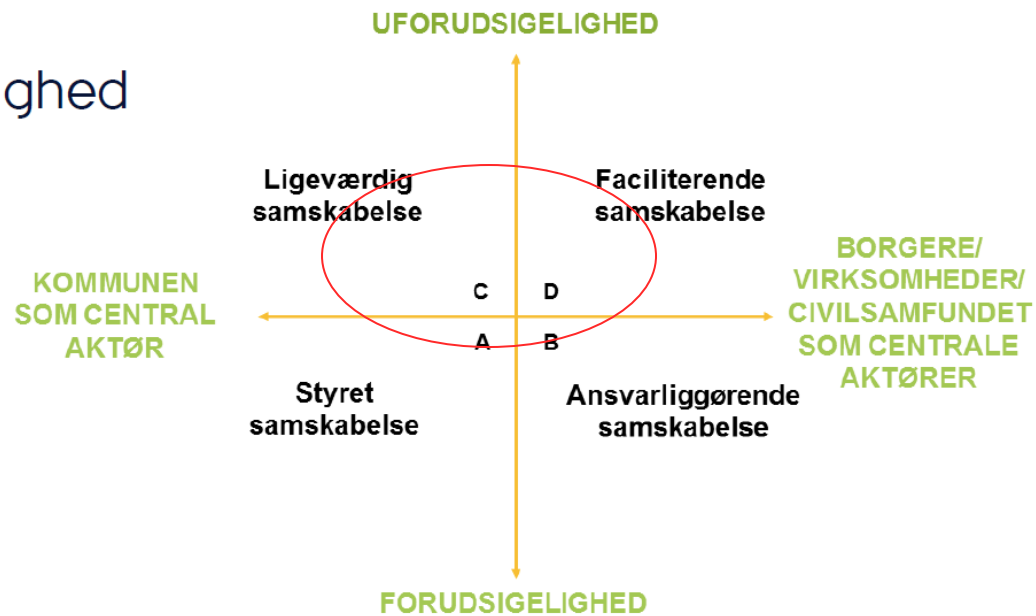 UFORUDSIGELIGHED
ghed
Ligeværdig
samskabelse
Faciliterende
samskabelse
KOMMUNEN
SOM CENTRAL
AKTØR
C
D
BORGERE/
VIRKSOMHEDER/
CIVILSAMFUNDET
SOM CENTRALE
AKTØRER
A
B
Styret
samskabelse
Ansvarliggørende
samskabelse
FORUDSIGELIGHED